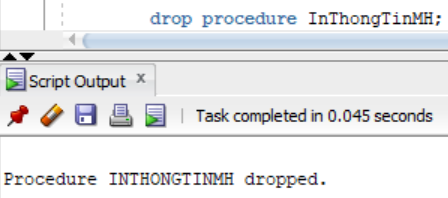 drop procedure InThongTinMH;
Script Output x
Task completed in 0.045 seconds
Procedure INTHONGTINMH dropped.